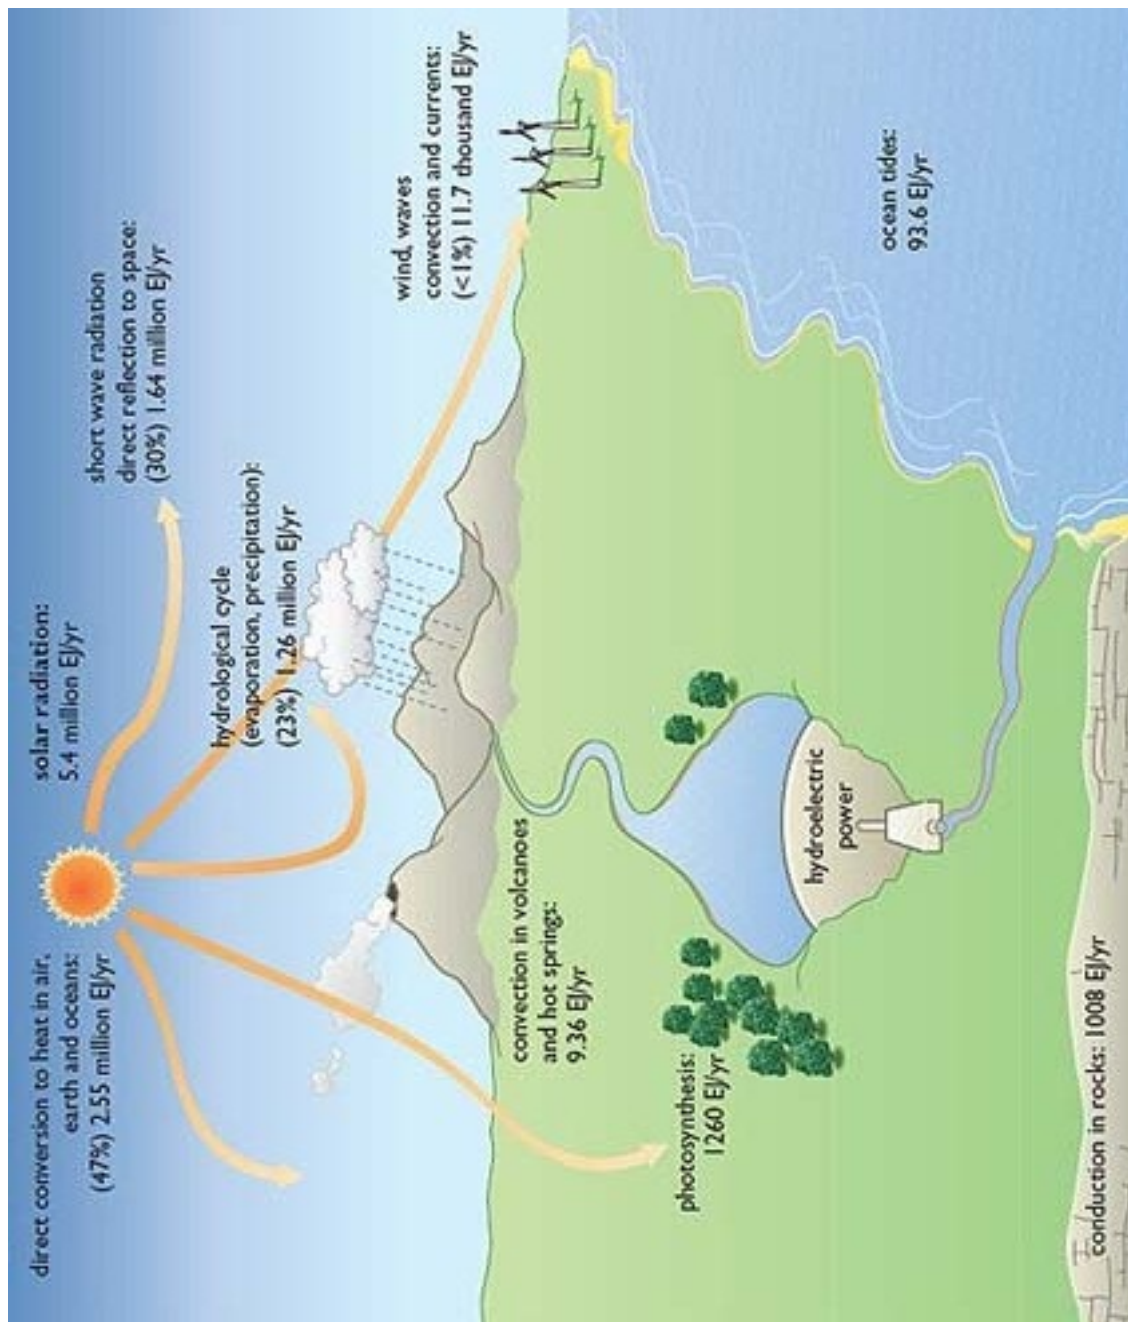 solar radiation:
5.4 million EJ/yr
short wave radiation
direct reflection to space:
(30%) 1.64 million EJ/yr
direct conversion to heat in air,
earth and oceans:
(47%) 2.55 million EJ/yr
hydrological cycle
(evaporation, precipitation):
(23%) 1.26 million EJ/yr
wind, waves
convection and currents:
(<1%) 11.7 thousand EJ/yr
convection in volcanoes
and hot springs:
9.36 EJ/yr
photosynthesis:
1260 EJ/yr
hydroelectric
power
ocean tides:
93.6 EJ/yr
conduction in rocks: 1008 EJ/yr